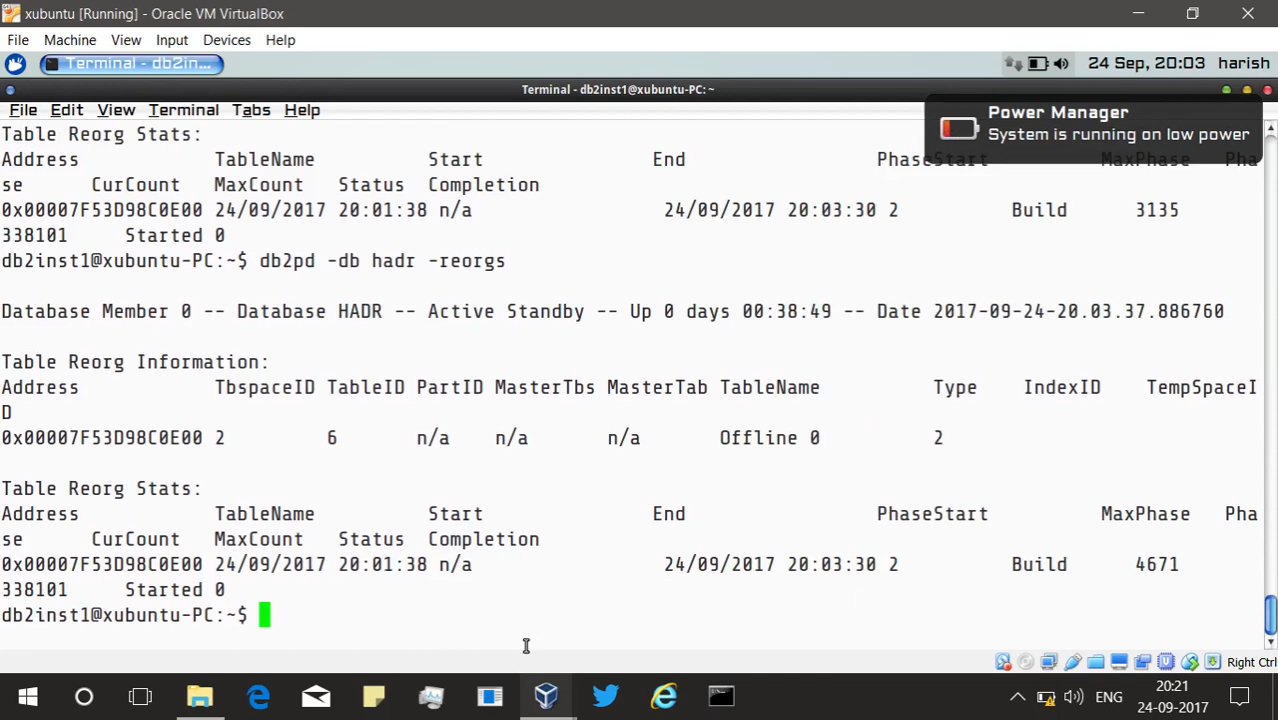 xubuntu [Running] - Oracle VM VirtualBox
File Machine View Input Devices Help
Terminal - db2in... 24 Sep, 20:03 harish
Terminal - db2inst1@xubuntu-PC: ~
File Edit View Terminal Tabs Help
Power Manager
System is running on low power
Table Reorg Stats:
Address TableName Start End PhaseStart MaxPhase Pha
se CurCount MaxCount Status Completion
0x00007F53D98C0E00 24/09/2017 20:01:38 n/a 24/09/2017 20:03:30 2 Build 3135
338101 Started 0
db2inst1@xubuntu-PC:~$ db2pd -db hadr -reorgs
Database Member 0 -- Database HADR -- Active Standby -- Up 0 days 00:38:49 -- Date 2017-09-24-20.03.37.886760
Table Reorg Information:
Address TbspaceID TableID PartID MasterTbs MasterTab TableName Type IndexID TempSpaceI
D
0x00007F53D98C0E00 2 6 n/a n/a n/a Offline 0 2
Table Reorg Stats:
Address TableName Start End PhaseStart MaxPhase Pha
se CurCount MaxCount Status Completion
0x00007F53D98C0E00 24/09/2017 20:01:38 n/a 24/09/2017 20:03:30 2 Build 4671
338101 Started 0
db2inst1@xubuntu-PC:~$
Right Ctrl
ENG 20:21
24-09-2017